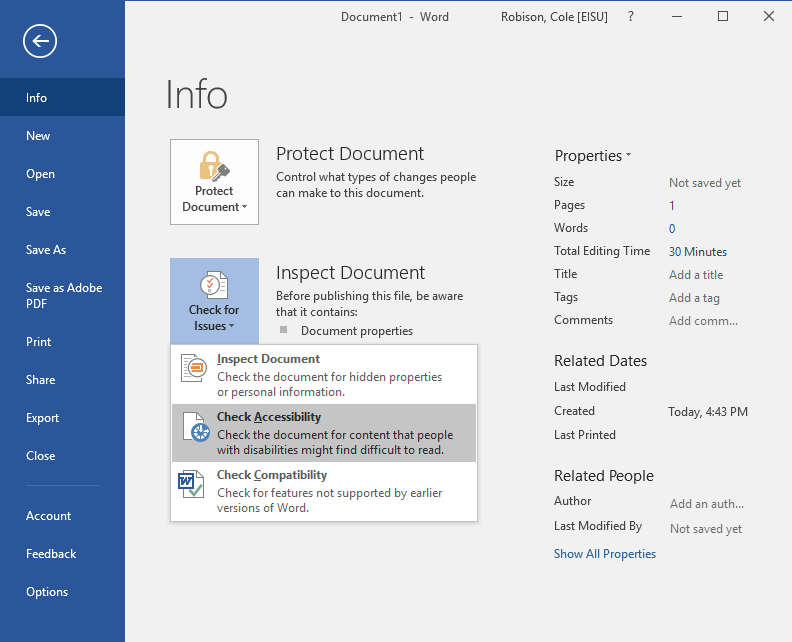 Document1 - Word
Robison, Cole [EISU]
?
Info
New
Open
Save
Save As
Save as Adobe
PDF
Print
Share
Export
Close
Account
Feedback
Options
Info
Protect
Document
Protect Document
Control what types of changes people
can make to this document.
Check for
Issues
Inspect Document
Before publishing this file, be aware
that it contains:
Document properties
Inspect Document
Check the document for hidden properties
or personal information.
Check Accessibility
Check the document for content that people
with disabilities might find difficult to read.
Check Compatibility
Check for features not supported by earlier
versions of Word.
Properties
Size Not saved yet
Pages 1
Words 0
Total Editing Time 30 Minutes
Title Add a title
Tags Add a tag
Comments Add comm...
Related Dates
Last Modified
Created Today, 4:43 PM
Last Printed
Related People
Author Add an auth...
Last Modified By Not saved yet
Show All Properties